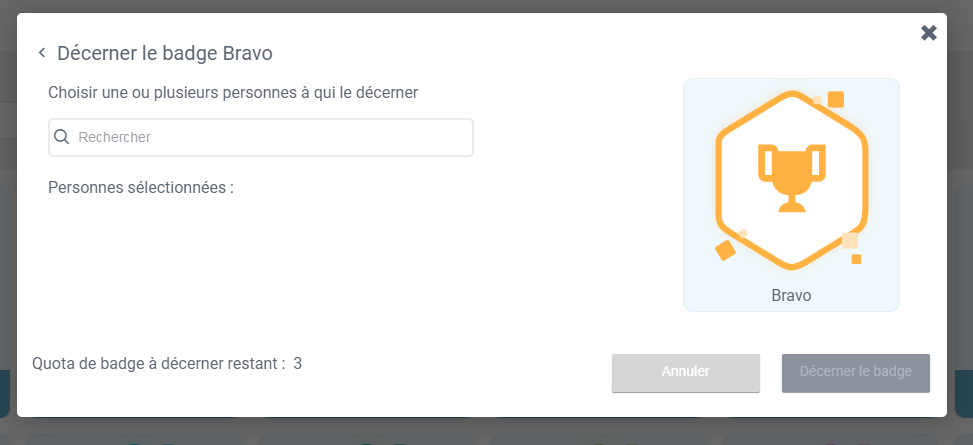 Décerner le badge Bravo
Choisir une ou plusieurs personnes à qui le décerner
Rechercher
Personnes sélectionnées :
Bravo
Quota de badge à décerner restant : 3
Annuler
Décerner le badge